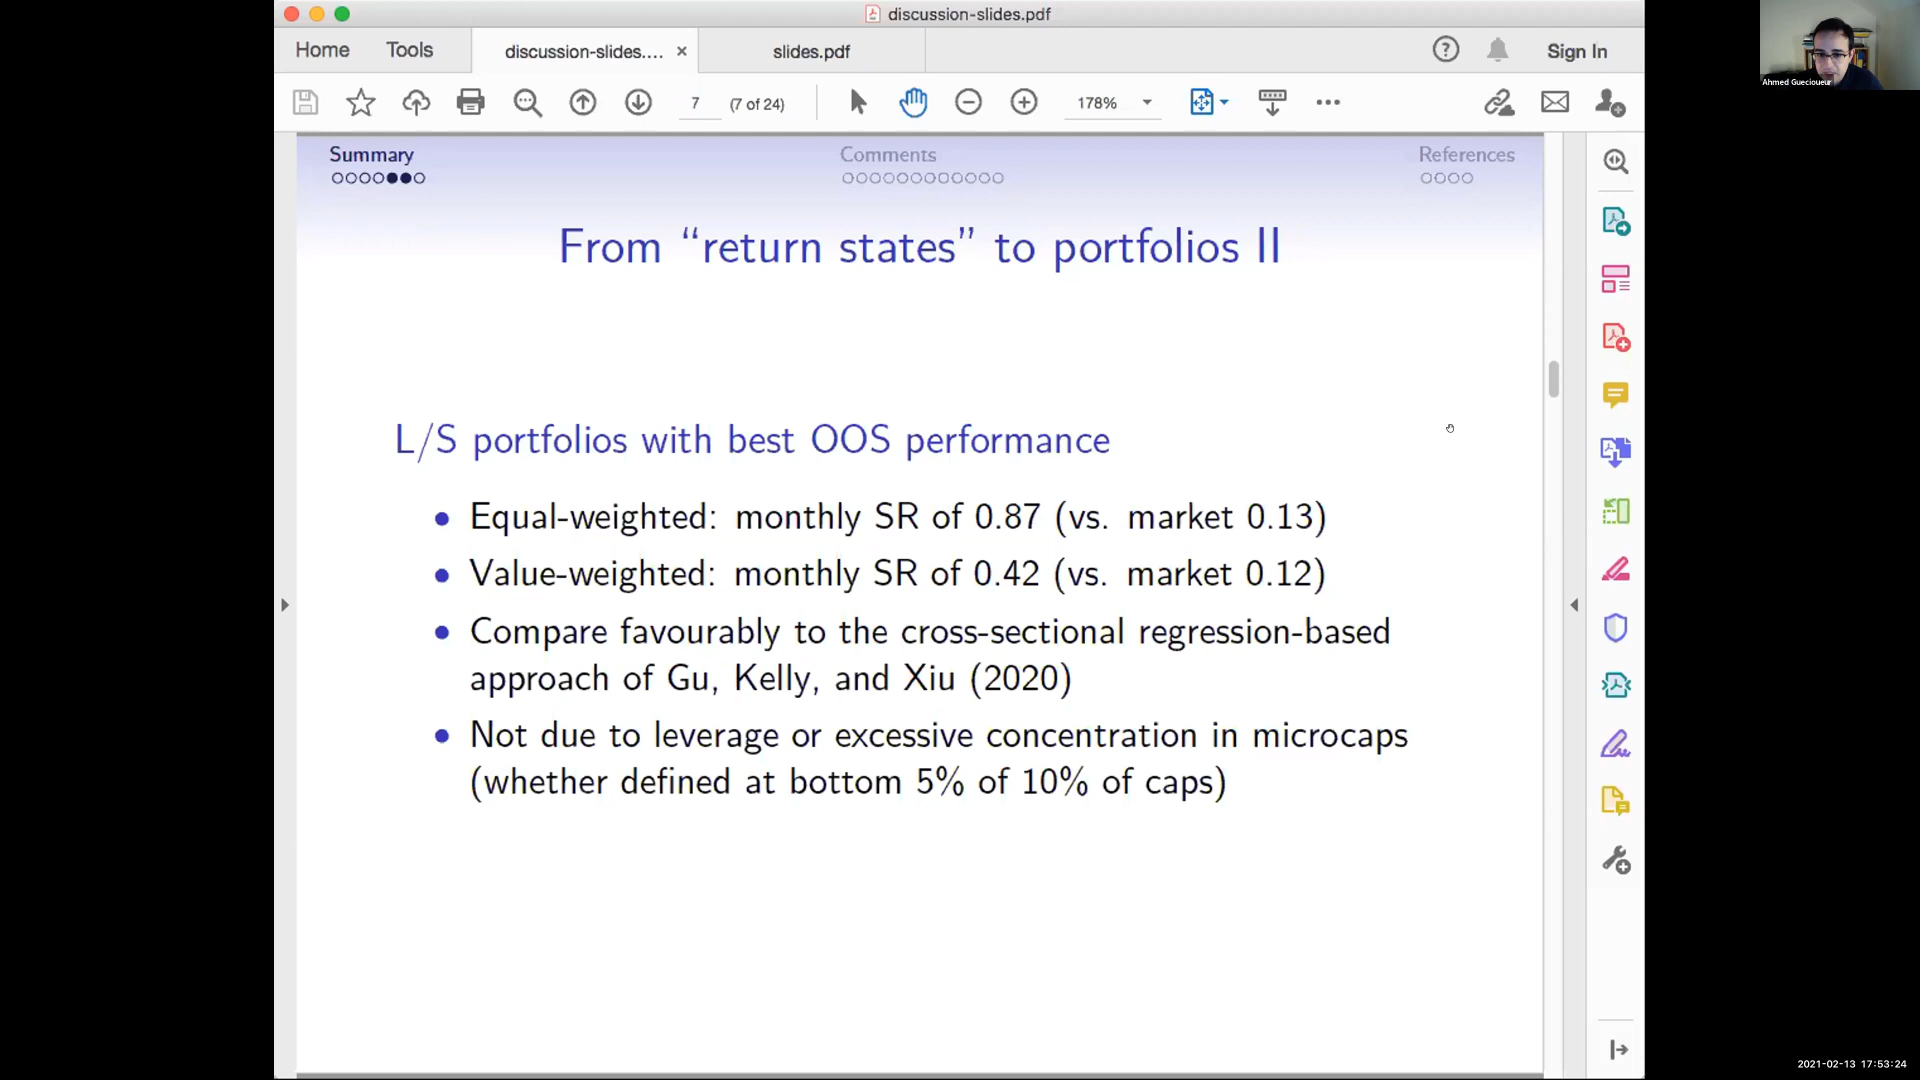 discussion-slides.pdf
Home Tools discussion-slides.... × slides.pdf Sign In
7 (7 of 24) 178%
Summary Comments References
From “return states” to portfolios II
L/S portfolios with best OOS performance
Equal-weighted: monthly SR of 0.87 (vs. market 0.13)
Value-weighted: monthly SR of 0.42 (vs. market 0.12)
Compare favourably to the cross-sectional regression-based
approach of Gu, Kelly, and Xiu (2020)
Not due to leverage or excessive concentration in microcaps
(whether defined at bottom 5% of 10% of caps)
Ahmed Guecioueur
2021-02-13 17:53:24